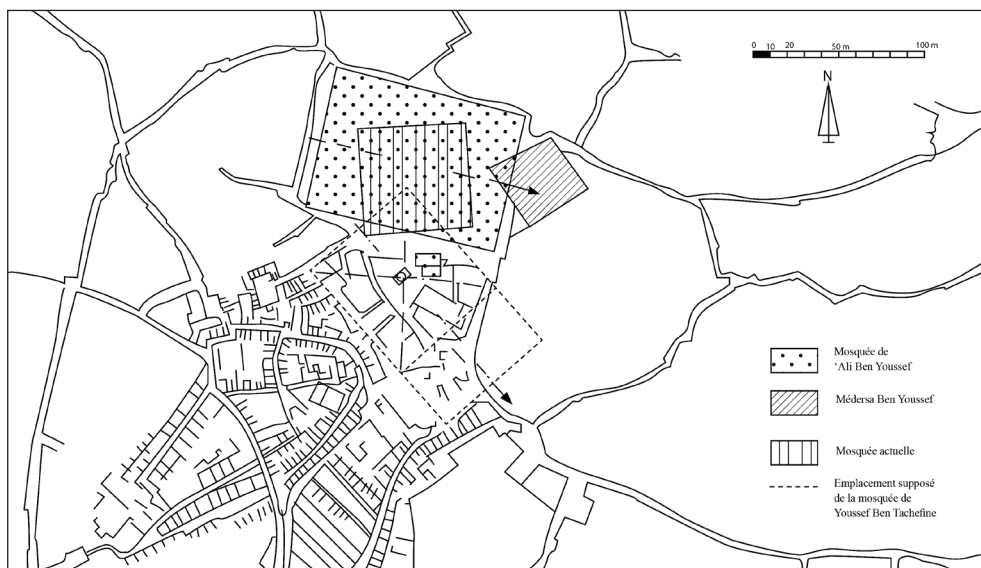 0 10 20 50 m 100 m
N
Mosquée de
‘Ali Ben Youssef
Médersa Ben Youssef
Mosquée actuelle
Emplacement supposé
de la mosquée de
Youssef Ben Tachefine